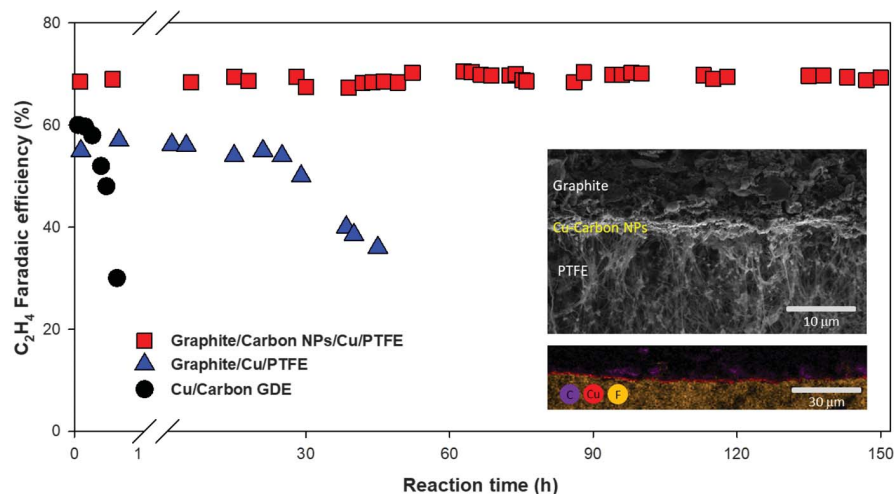 80
60
40
20
0
C₂H₄ Faradaic efficiency (%)
Graphite/Carbon NPs/Cu/PTFE
Graphite/Cu/PTFE
Cu/Carbon GDE
Graphite
Cu-Carbon NPs
PTFE
10 µm
C Cu F
30 µm
0 1 30 60 90 120 150
Reaction time (h)